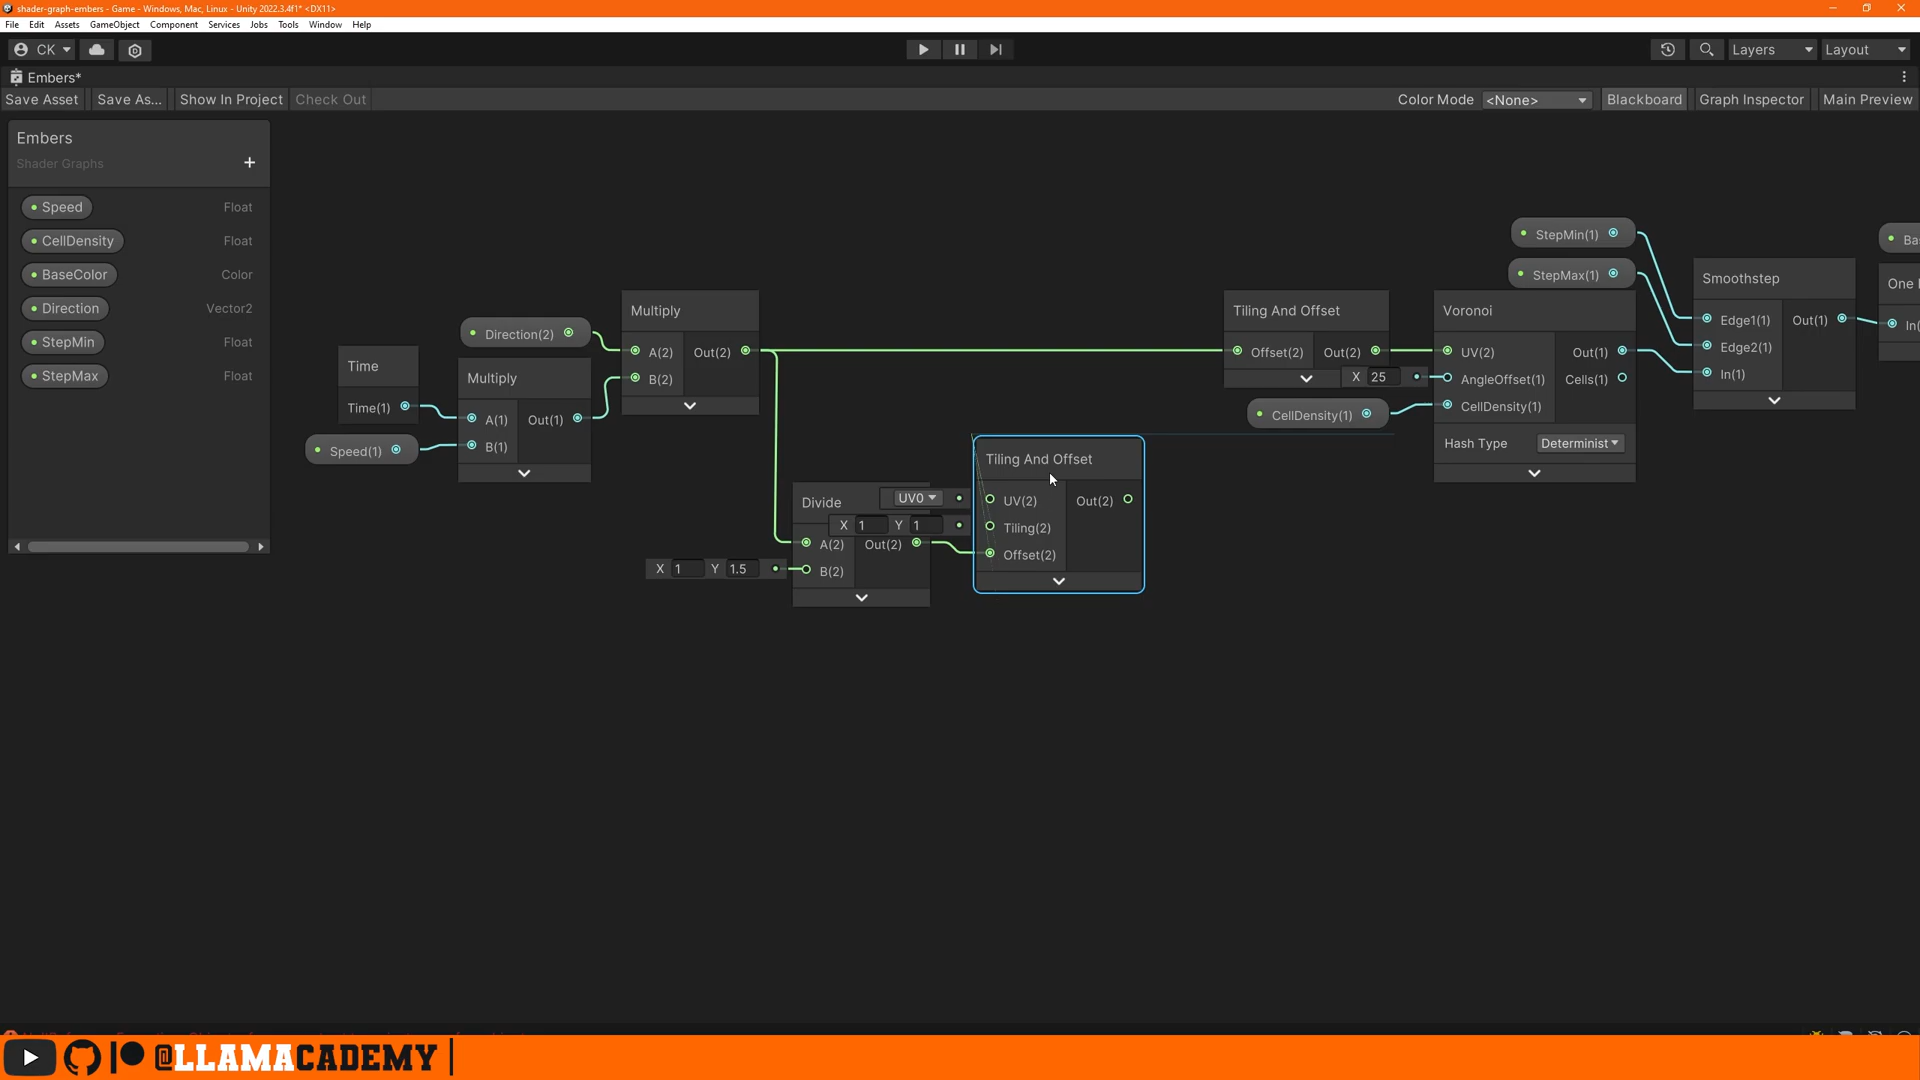 shader-graph-embers - Game - Windows, Mac, Linux - Unity 2022.3.4f1* <DX11>
File Edit Assets GameObject Component Services Jobs Tools Window Help
CK
Layers
Layout
Embers*
Save Asset
Save As...
Show In Project
Check Out
Color Mode
<None>
Blackboard
Graph Inspector
Main Preview
Embers
Shader Graphs
+
Speed Float
CellDensity Float
BaseColor Color
Direction Vector2
StepMin Float
StepMax Float
Time
Time(1)
Speed(1)
Multiply
A(1) Out(1)
B(1)
Direction(2)
Multiply
A(2) Out(2)
B(2)
Divide
A(2) Out(2)
X 1 Y 1.5
B(2)
UV0
X 1 Y 1
Tiling And Offset
UV(2) Out(2)
Tiling(2)
Offset(2)
Tiling And Offset
Offset(2) Out(2)
X 25
CellDensity(1)
Voronoi
UV(2) Out(1)
AngleOffset(1) Cells(1)
CellDensity(1)
Hash Type Determinist
StepMin(1)
StepMax(1)
Smoothstep
Edge1(1) Out(1)
Edge2(1)
In(1)
Ba
One
In(
@LLAMACADEMY